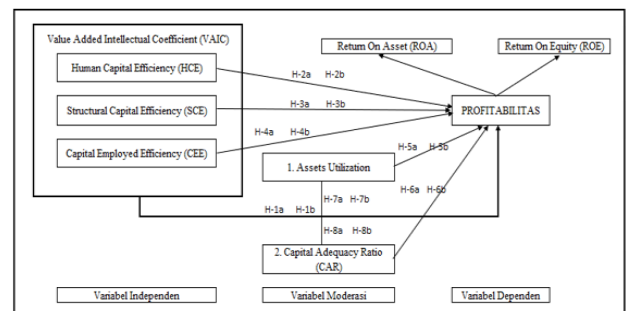 Value Added Intellectual Coefficient (VAIC)
Return On Asset (ROA)
Return On Equity (ROE)
Human Capital Efficiency (HCE)
H-2a H-2b
Structural Capital Efficiency (SCE)
H-3a H-3b
PROFITABILITAS
H-4a H-4b
Capital Employed Efficiency (CEE)
H-5a H-5b
1. Assets Utilization
H-6a H-6b
H-7a H-7b
H-1a H-1b
H-8a H-8b
2. Capital Adequacy Ratio
(CAR)
Variabel Independen
Variabel Moderasi
Variabel Dependen